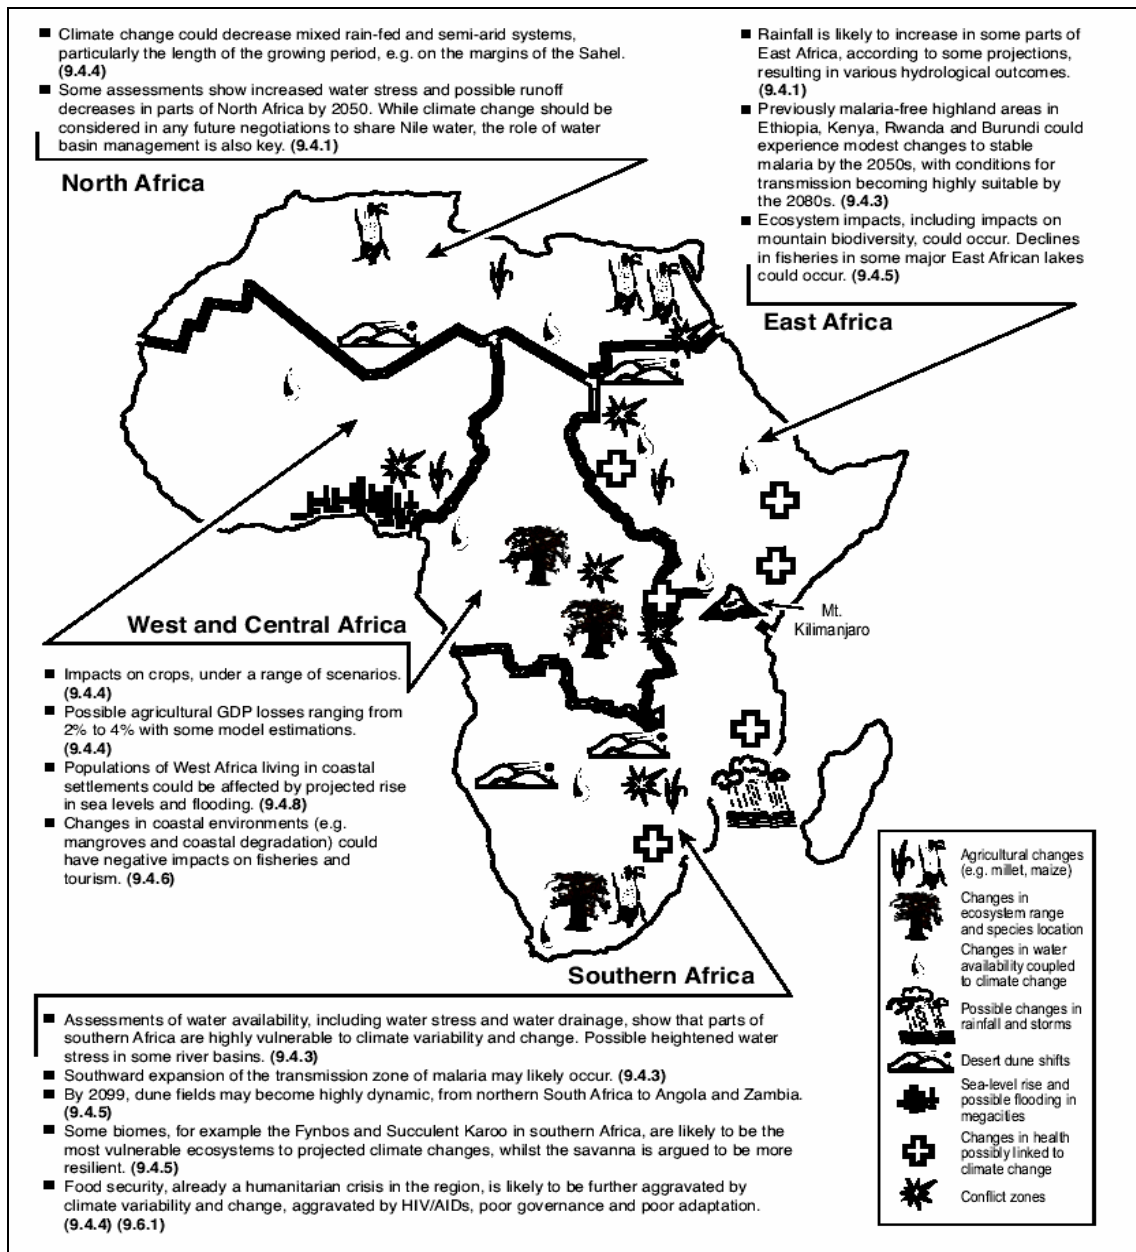 Climate change could decrease mixed rain-fed and semi-arid systems,
particularly the length of the growing period, e.g. on the margins of the Sahel.
(9.4.4)
Some assessments show increased water stress and possible runoff
decreases in parts of North Africa by 2050. While climate change should be
considered in any future negotiations to share Nile water, the role of water
basin management is also key. (9.4.1)
North Africa
Rainfall is likely to increase in some parts of
East Africa, according to some projections,
resulting in various hydrological outcomes.
(9.4.1)
Previously malaria-free highland areas in
Ethiopia, Kenya, Rwanda and Burundi could
experience modest changes to stable
malaria by the 2050s, with conditions for
transmission becoming highly suitable by
the 2080s. (9.4.3)
Ecosystem impacts, including impacts on
mountain biodiversity, could occur. Declines
in fisheries in some major East African lakes
could occur. (9.4.5)
East Africa
Mt.
Kilimanjaro
West and Central Africa
Impacts on crops, under a range of scenarios.
(9.4.4)
Possible agricultural GDP losses ranging from
2% to 4% with some model estimations.
(9.4.4)
Populations of West Africa living in coastal
settlements could be affected by projected rise
in sea levels and flooding. (9.4.8)
Changes in coastal environments (e.g.
mangroves and coastal degradation) could
have negative impacts on fisheries and
tourism. (9.4.6)
Agricultural changes
(e.g. millet, maize)
Changes in
ecosystem range
and species location
Changes in water
availability coupled
to climate change
Possible changes in
rainfall and storms
Desert dune shifts
Sea-level rise and
possible flooding in
megacities
Changes in health
possibly linked to
climate change
Conflict zones
Southern Africa
Assessments of water availability, including water stress and water drainage, show that parts of
southern Africa are highly vulnerable to climate variability and change. Possible heightened water
stress in some river basins. (9.4.3)
Southward expansion of the transmission zone of malaria may likely occur. (9.4.3)
By 2099, dune fields may become highly dynamic, from northern South Africa to Angola and Zambia.
(9.4.5)
Some biomes, for example the Fynbos and Succulent Karoo in southern Africa, are likely to be the
most vulnerable ecosystems to projected climate changes, whilst the savanna is argued to be more
resilient. (9.4.5)
Food security, already a humanitarian crisis in the region, is likely to be further aggravated by
climate variability and change, aggravated by HIV/AIDs, poor governance and poor adaptation.
(9.4.4) (9.6.1)